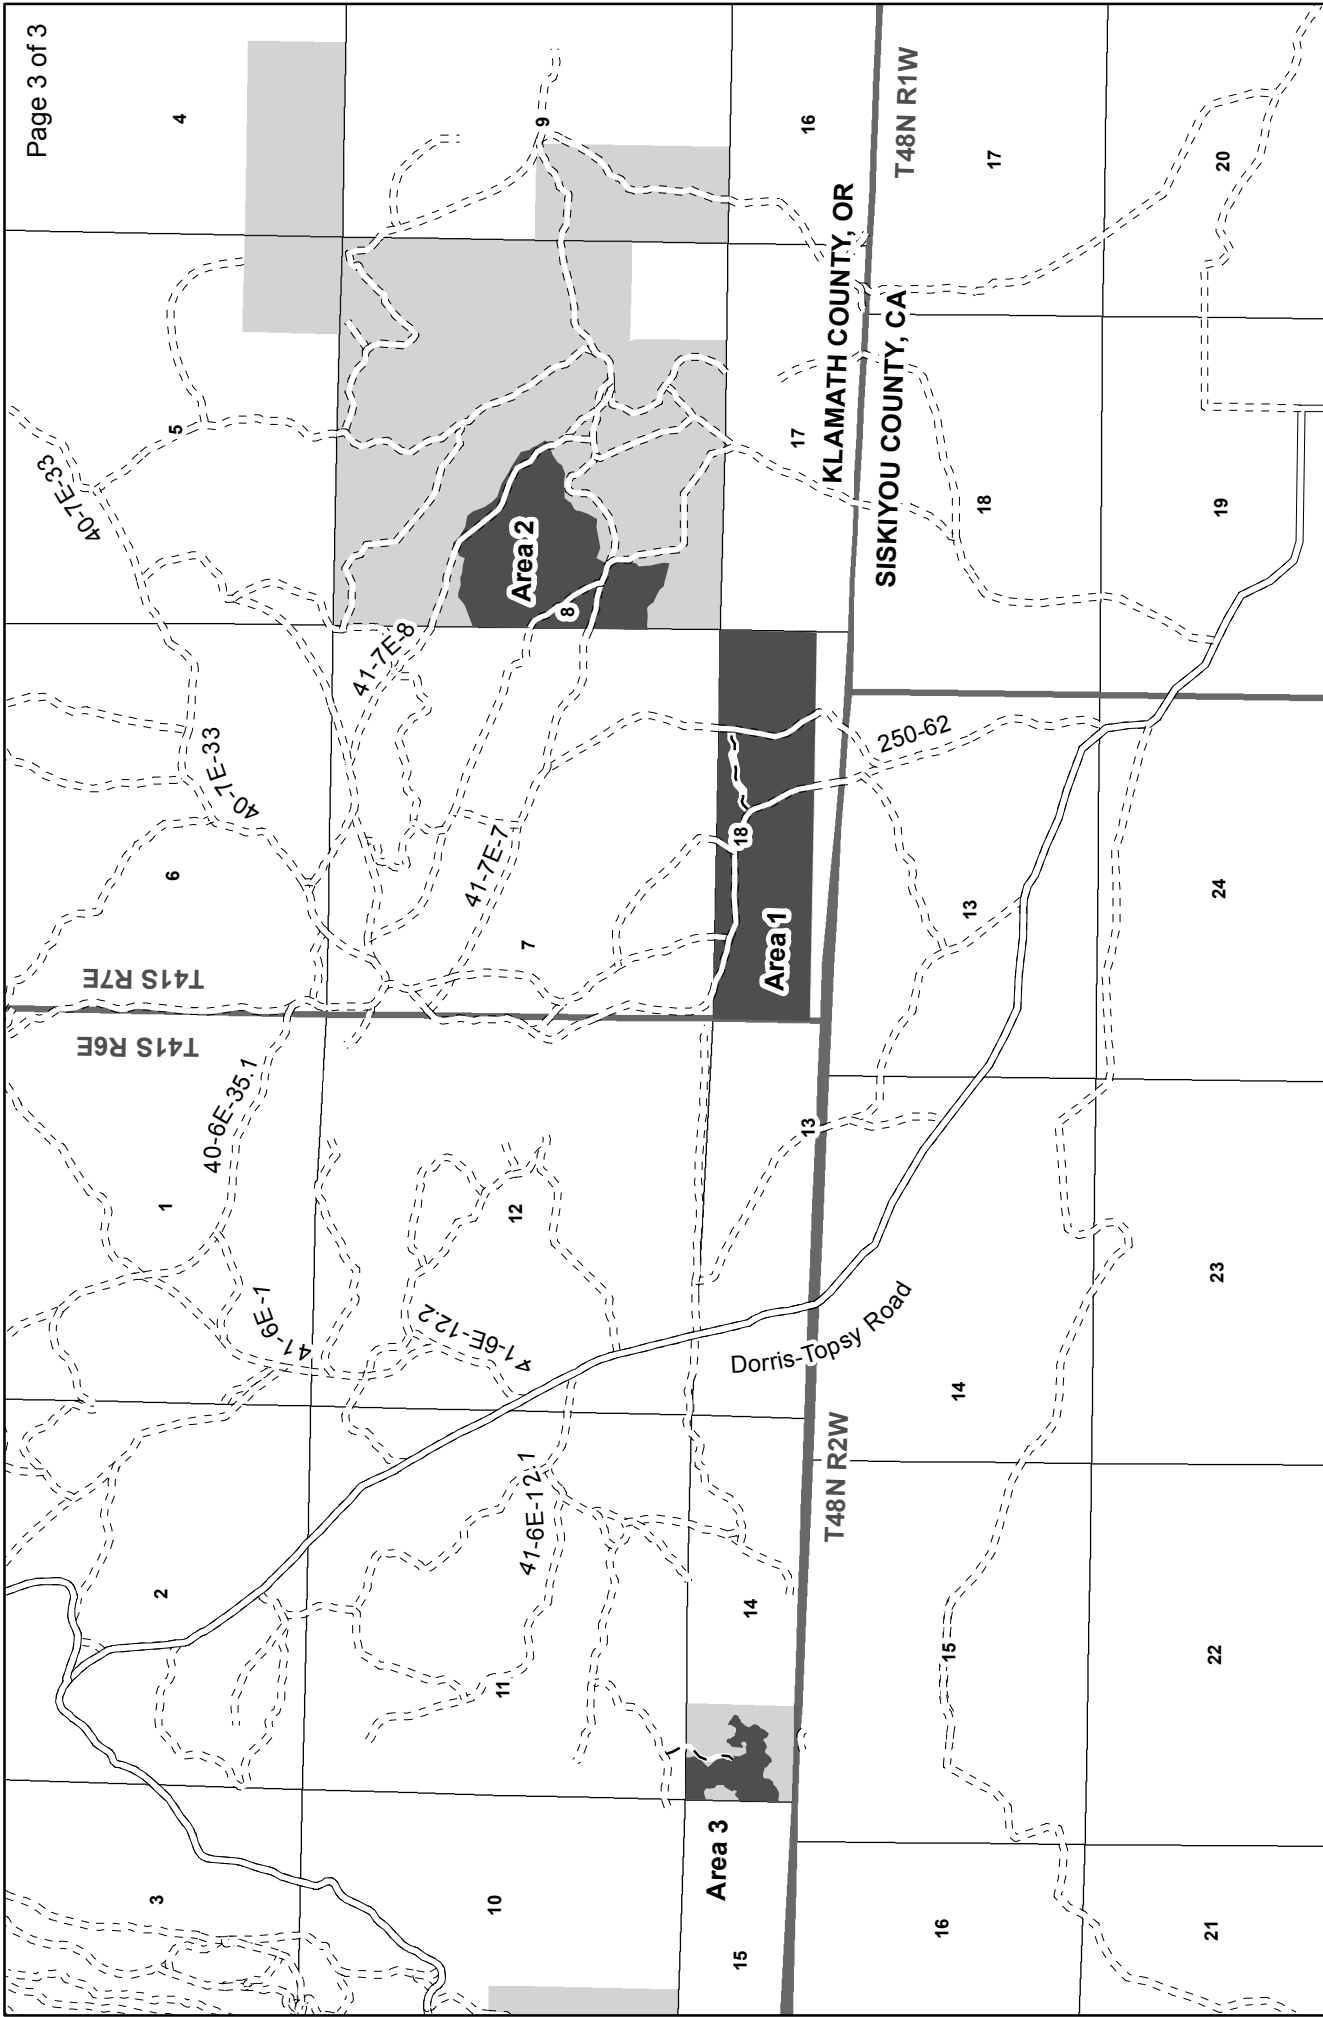 Page 3 of 3
4
9
16
T48N R1W
17
20
5
40-7E-33
Area 2
8
17
KLAMATH COUNTY, OR
SISKIYOU COUNTY, CA
18
19
41-7E-8
40-7E-33
6
41-7E-7
7
18
Area 1
250-62
13
24
T41S R7E
T41S R6E
40-6E-35.1
1
12
13
41-6E-1
41-6E-12.2
Dorris-Topsy Road
23
14
T48N R2W
2
41-6E-12.1
11
14
15
22
3
10
Area 3
15
16
21